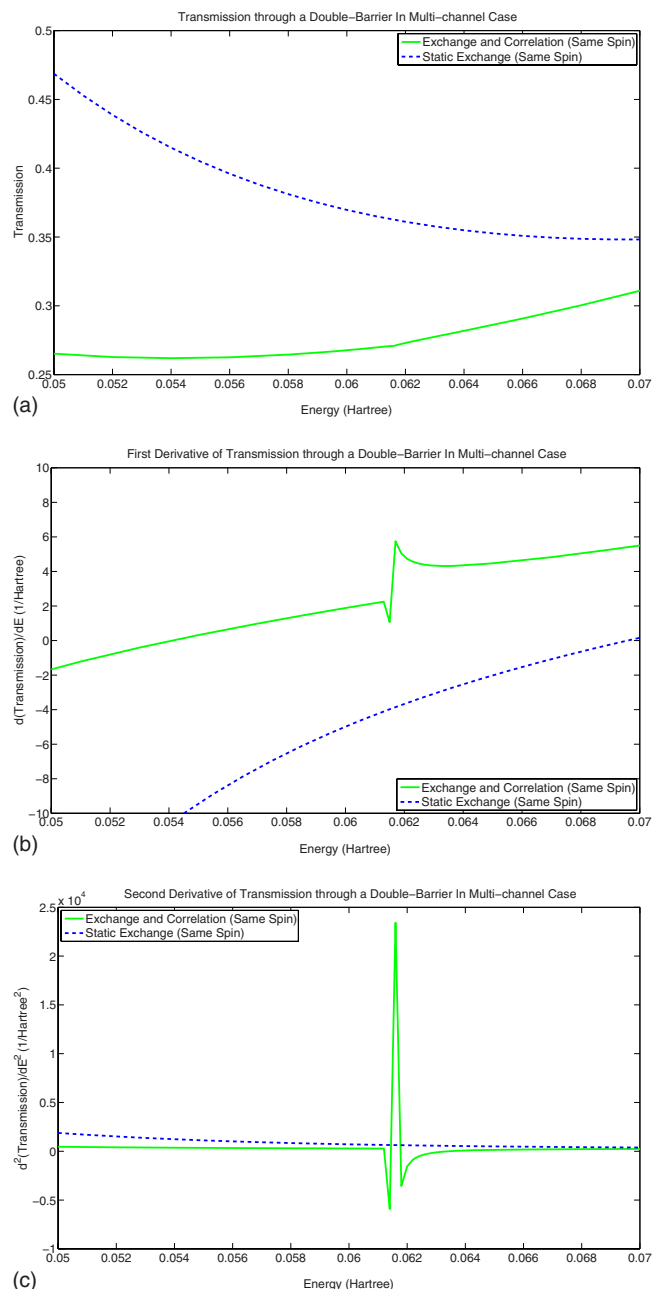 Transmission through a Double−Barrier In Multi−channel Case
0.5
Exchange and Correlation (Same Spin)
Static Exchange (Same Spin)
0.45
0.4
0.35
0.3
0.25
Transmission
0.05 0.052 0.054 0.056 0.058 0.06 0.062 0.064 0.066 0.068 0.07
(a)
Energy (Hartree)
First Derivative of Transmission through a Double−Barrier In Multi−channel Case
10
8
6
4
2
0
−2
−4
−6
−8
−10
d(Transmission)/dE (1/Hartree)
Exchange and Correlation (Same Spin)
Static Exchange (Same Spin)
0.05 0.052 0.054 0.056 0.058 0.06 0.062 0.064 0.066 0.068 0.07
(b)
Energy (Hartree)
Second Derivative of Transmission through a Double−Barrier In Multi−channel Case
x 10⁴
2.5
Exchange and Correlation (Same Spin)
Static Exchange (Same Spin)
2
1.5
1
0.5
0
−0.5
−1
d²(Transmission)/dE² (1/Hartree²)
0.05 0.052 0.054 0.056 0.058 0.06 0.062 0.064 0.066 0.068 0.07
(c)
Energy (Hartree)